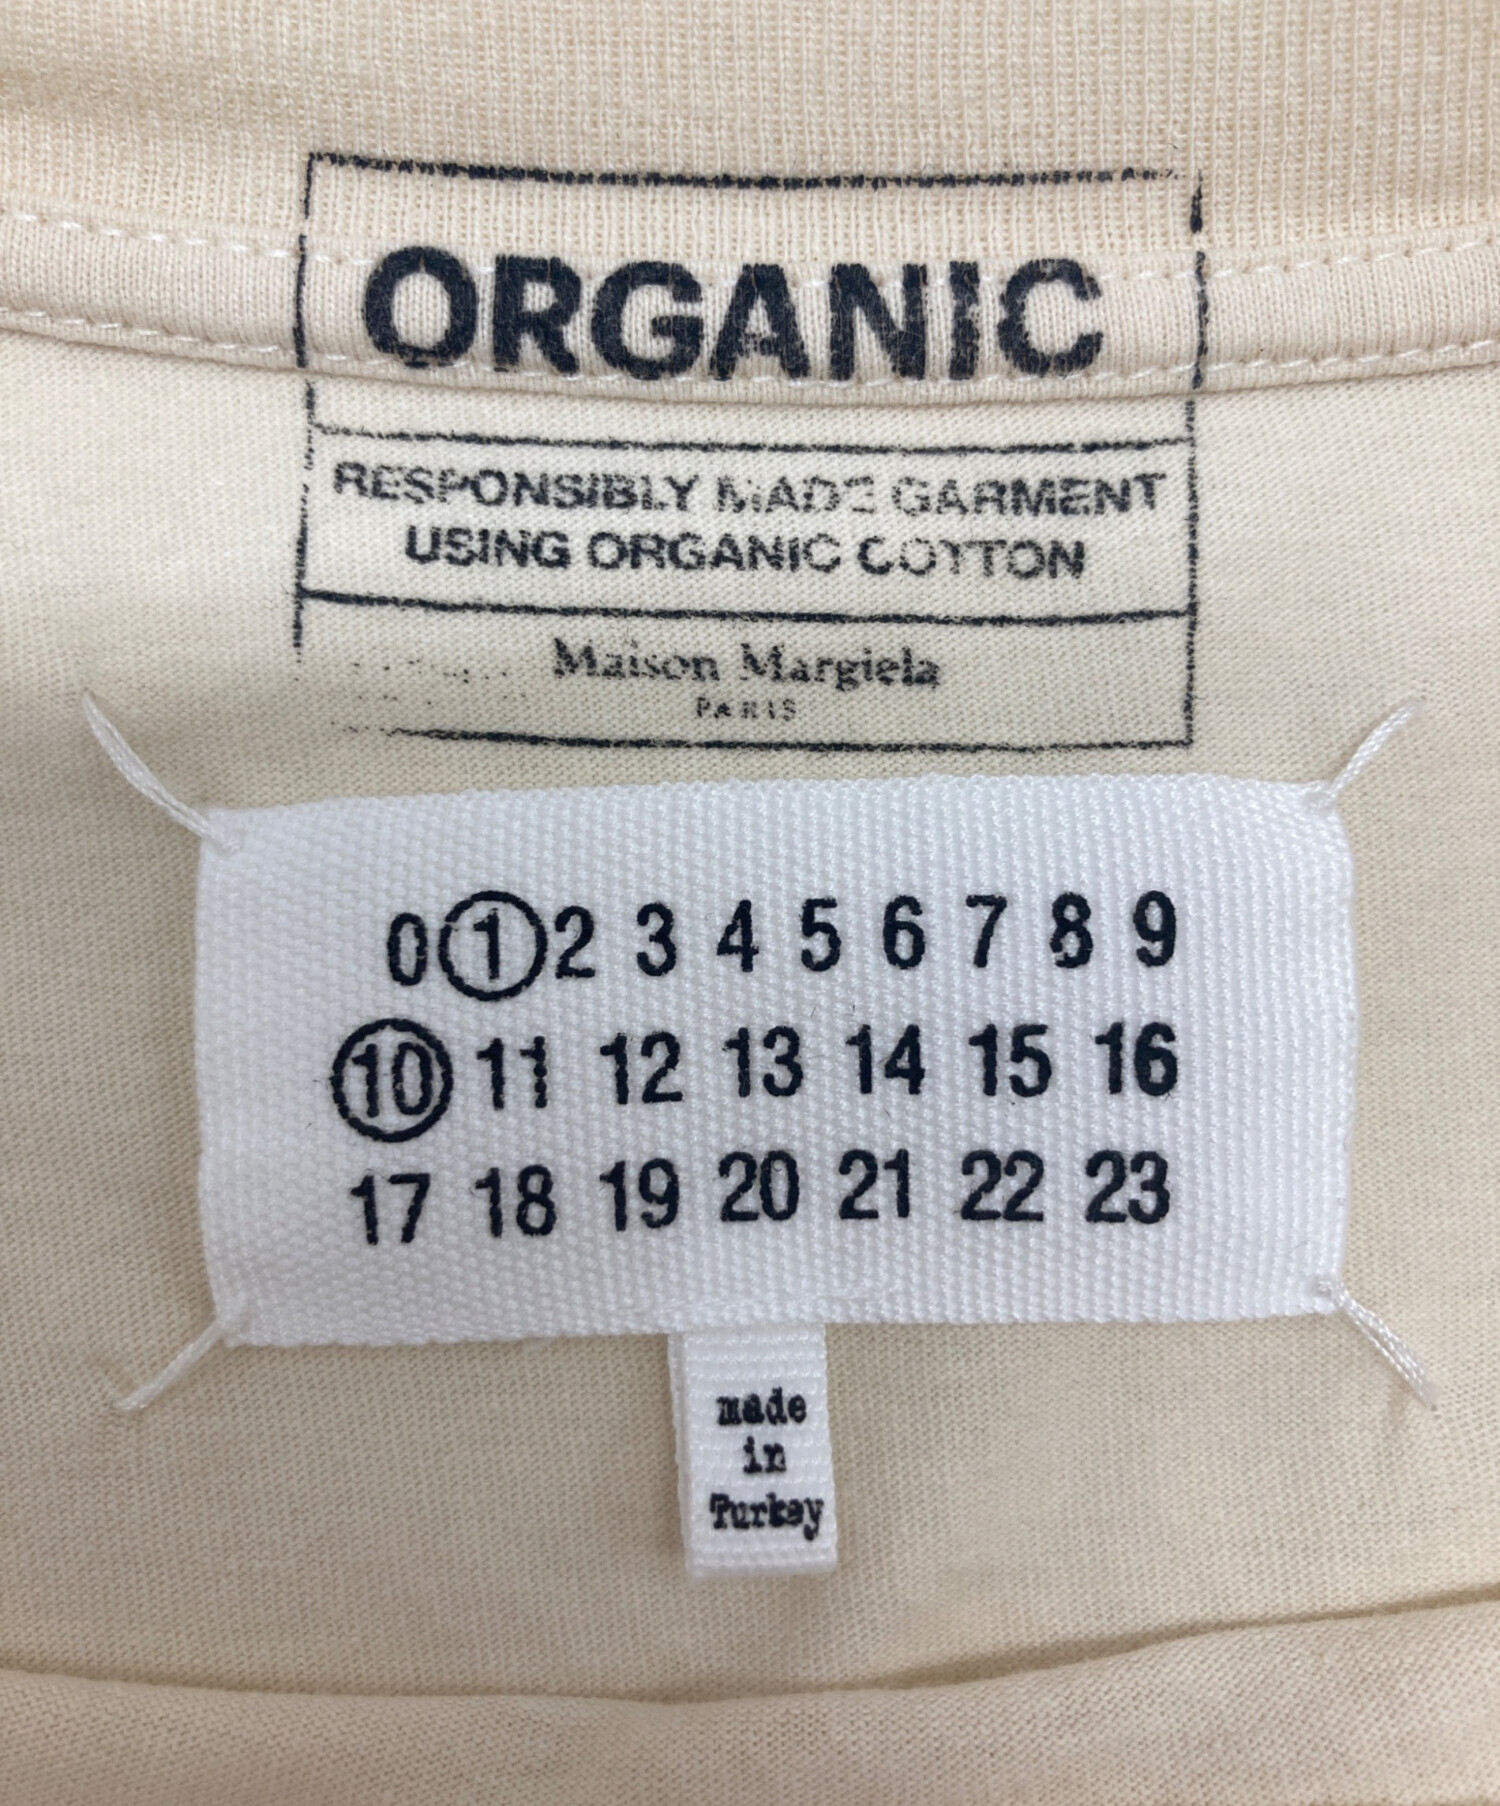 ORGANIC
RESPONSIBLY MADE GARMENT
USING ORGANIC COTTON
Maison Margiela
PARIS
0 1 2 3 4 5 6 7 8 9
10 11 12 13 14 15 16
17 18 19 20 21 22 23
made
in
Turkey